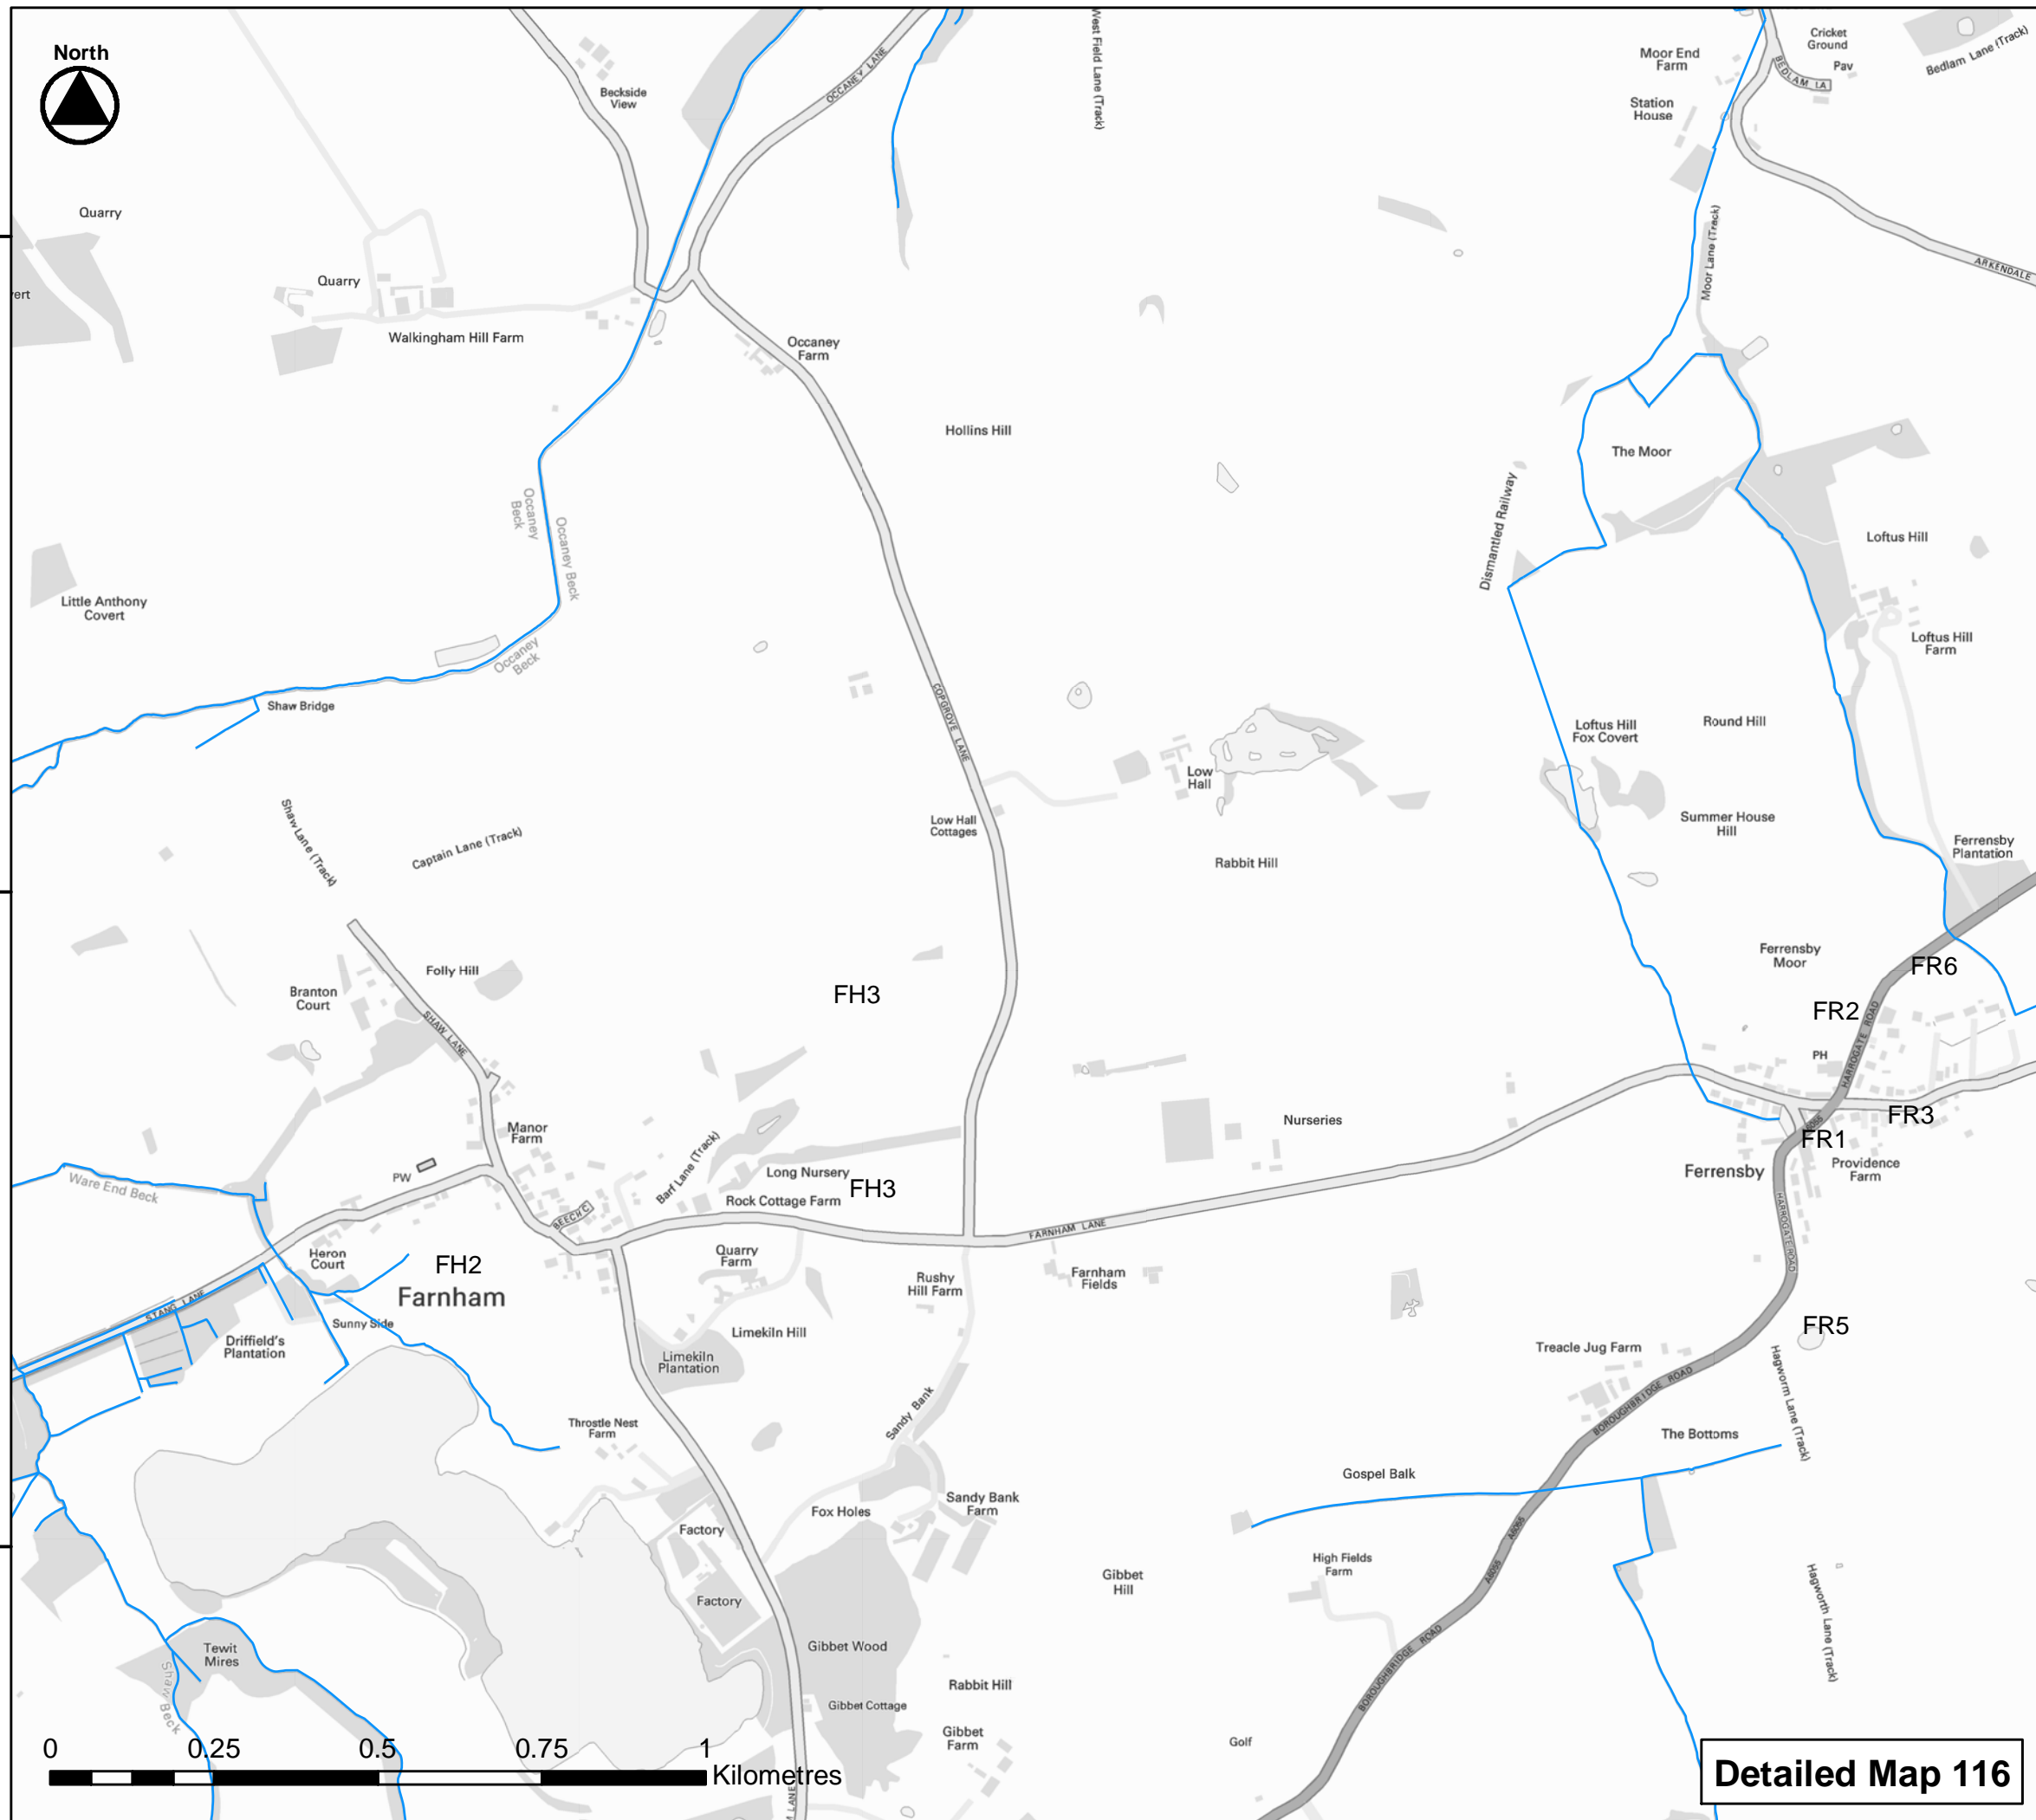 North
Beckside
View
OCCANEY LANE
West Field Lane (Track)
Moor End
Farm
Cricket
Ground
Pav
BEDLAM LA
Bedlam Lane (Track)
Station
House
Quarry
Quarry
Walkingham Hill Farm
Occaney
Farm
Moor Lane (Track)
ARKENDALE
Hollins Hill
The Moor
Occaney
Beck
Occaney Beck
Dismantled Railway
Loftus Hill
Little Anthony
Covert
Loftus Hill
Farm
Occaney
Beck
Shaw Bridge
COPGROVE LANE
Loftus Hill
Fox Covert
Round Hill
Low
Hall
Shaw Lane (Track)
Captain Lane (Track)
Low Hall
Cottages
Summer House
Hill
Rabbit Hill
Ferrensby
Plantation
Folly Hill
Branton
Court
SHAW LANE
FH3
Ferrensby
Moor
FR6
FR2
HARROGATE ROAD
PH
Manor
Farm
Nurseries
FR3
A6055
FR1
PW
Barf Lane (Track)
Long Nursery
FH3
Rock Cottage Farm
Ferrensby
Providence
Farm
Ware End Beck
BEECH C
FARNHAM LANE
HARROGATE ROAD
Heron
Court
FH2
Farnham
Quarry
Farm
Rushy
Hill Farm
Farnham
Fields
STANG LANE
Sunny Side
Driffield's
Plantation
Limekiln Hill
Limekiln
Plantation
FR5
Treacle Jug Farm
Hagworm Lane (Track)
BOROUGHBRIDGE ROAD
Throstle Nest
Farm
Sandy Bank
The Bottoms
Gospel Balk
Fox Holes
Sandy Bank
Farm
Factory
A6055
A6055
High Fields
Farm
Gibbet
Hill
Factory
Hagworth Lane (Track)
Tewit
Mires
Gibbet Wood
BOROUGHBRIDGE ROAD
Shaw Beck
Rabbit Hill
Gibbet Cottage
Gibbet
Farm
Golf
0 0.25 0.5 0.75 1
Kilometres
Detailed Map 116